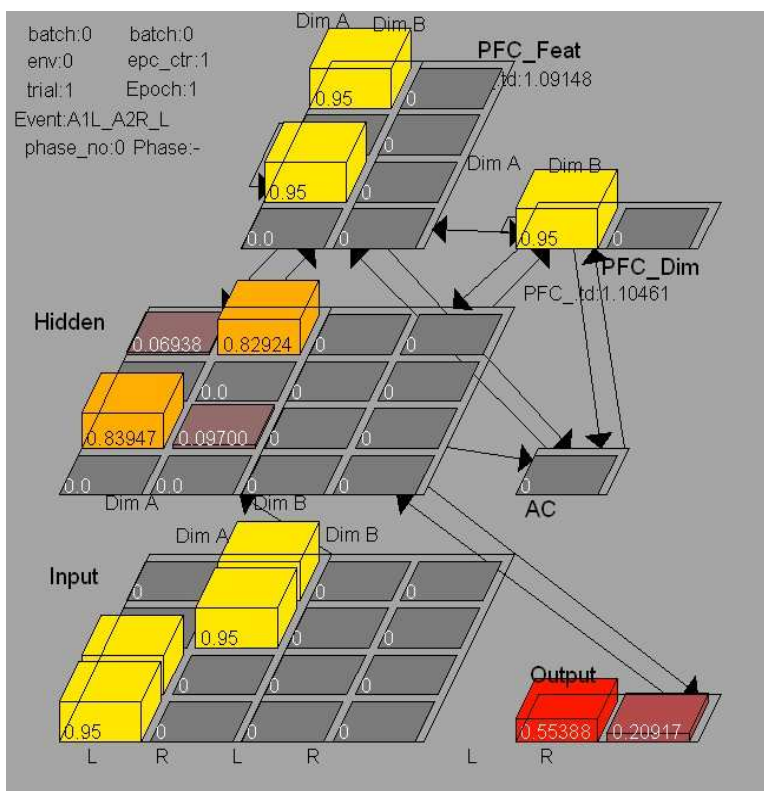 batch:0 batch:0
env:0 epc_ctr:1
trial:1 Epoch:1
Event:A1L_A2R_L
phase_no:0 Phase:-
Dim A Dim B
PFC_Feat
.td:1.09148
0.95 0
0
0.95 0
0.0 0
Dim A Dim B
0.95 0
PFC_Dim
PFC_.td:1.10461
Hidden
0.06938 0.82924 0 0
0.0 0 0
0.83947 0.09700 0 0
0.0 0.0 0 0
Dim A Dim B
0
AC
Dim A Dim B
Input
0 0 0
0.95 0 0
0 0 0
0.95 0 0 0
Output
0.55388 0.20917
L R L R L R